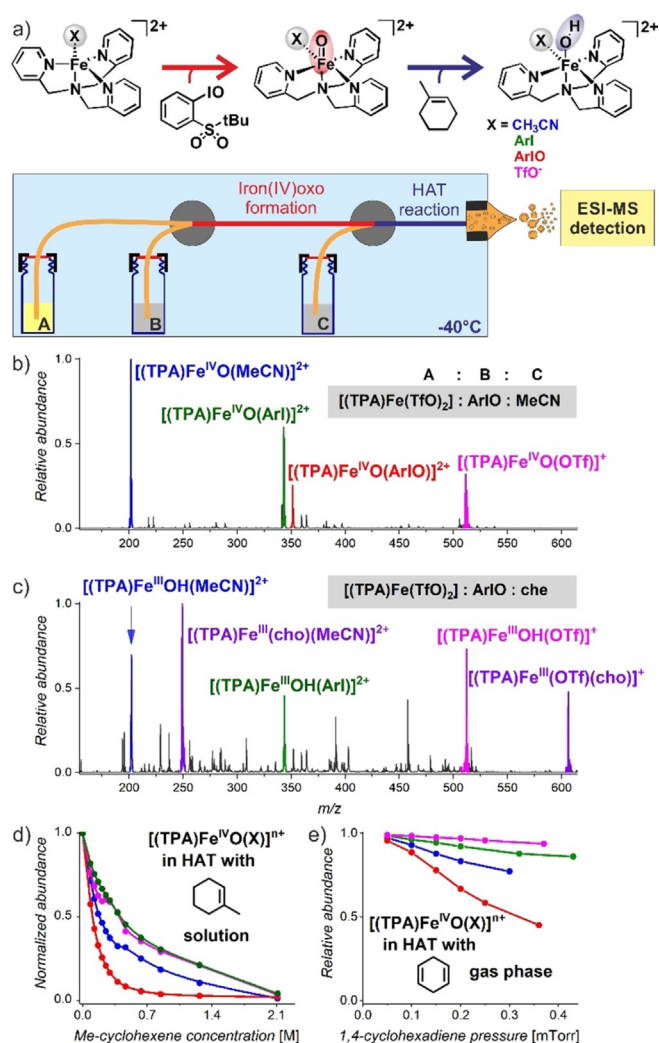 a)
X
N
Fe
N
N
N
]2+
IO
S
O
O
tBu
X
O
N
Fe
N
N
N
]2+
X
H
O
N
Fe
N
N
N
]2+
X = CH₃CN
ArI
ArIO
TfO⁻
Iron(IV)oxo
formation
HAT
reaction
ESI-MS
detection
A
B
C
-40°C
b)
Relative abundance
1.0
0.5
0.0
[(TPA)FeᴵⱽO(MeCN)]²⁺
[(TPA)FeᴵⱽO(ArI)]²⁺
[(TPA)FeᴵⱽO(ArIO)]²⁺
[(TPA)FeᴵⱽO(OTf)]⁺
A : B : C
[(TPA)Fe(TfO)₂] : ArIO : MeCN
200 250 300 350 400 450 500 550 600
c)
Relative abundance
1.0
0.5
0.0
[(TPA)FeᴵᴵᴵOH(MeCN)]²⁺
[(TPA)Feᴵᴵᴵ(cho)(MeCN)]²⁺
[(TPA)FeᴵᴵᴵOH(ArI)]²⁺
[(TPA)Fe(TfO)₂] : ArIO : che
[(TPA)FeᴵᴵᴵOH(OTf)]⁺
[(TPA)Feᴵᴵᴵ(OTf)(cho)]⁺
200 250 300 350 400 450 500 550 600
m/z
d)
Normalized abundance
1.0
0.5
0.0
[(TPA)FeᴵⱽO(X)]ⁿ⁺
in HAT with
solution
0.0 0.7 1.4 2.1
Me-cyclohexene concentration [M]
e)
Relative abundance
1.0
0.5
0.0
[(TPA)FeᴵⱽO(X)]ⁿ⁺
in HAT with
gas phase
0.0 0.1 0.2 0.3 0.4
1,4-cyclohexadiene pressure [mTorr]